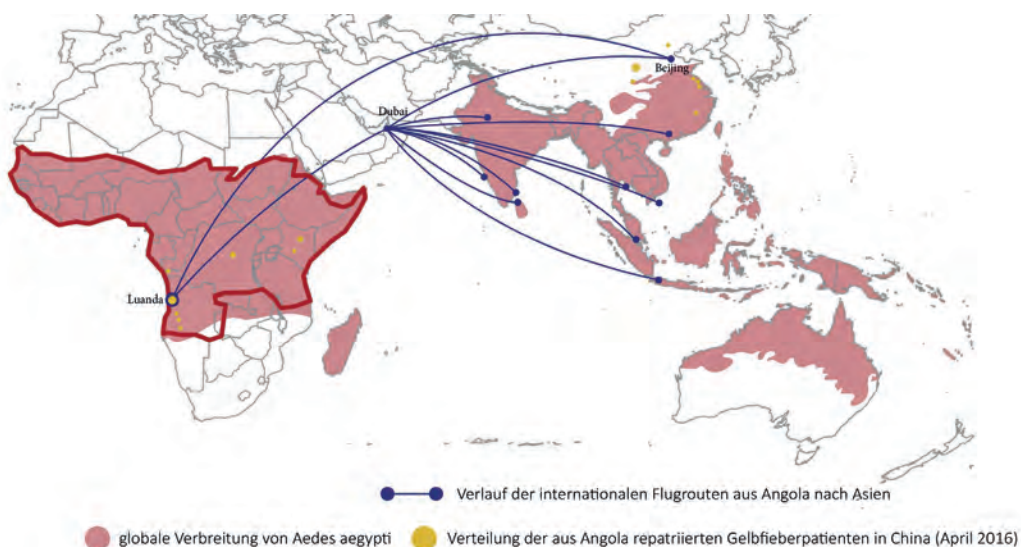 Beijing
Dubai
Luanda
Verlauf der internationalen Flugrouten aus Angola nach Asien
globale Verbreitung von Aedes aegypti
Verteilung der aus Angola repatriierten Gelbfieberpatienten in China (April 2016)